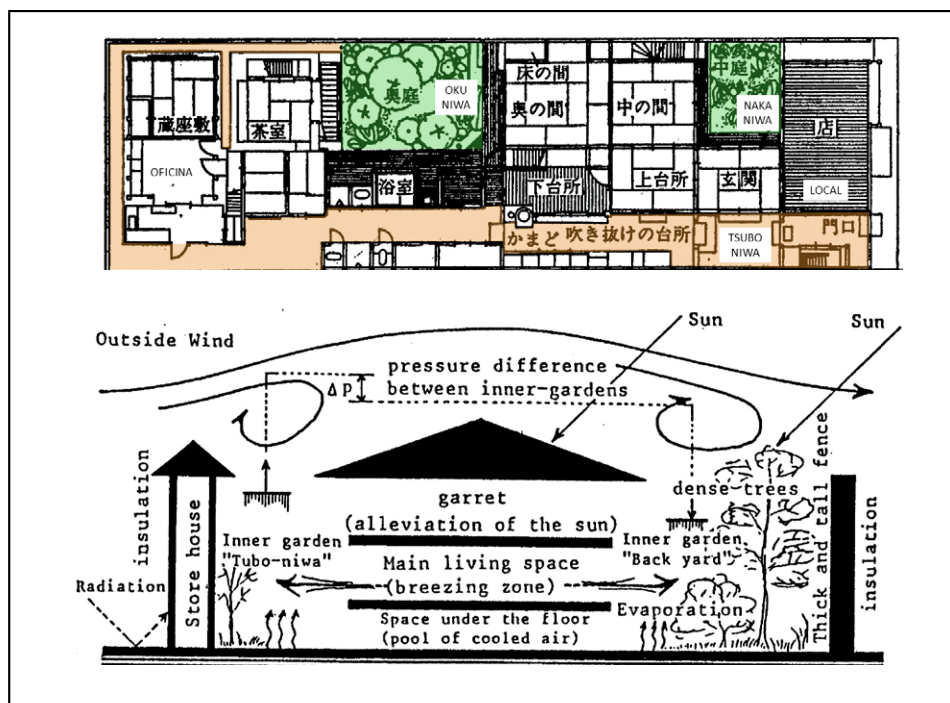 奥庭
OKU
NIWA
床の間
奥の間
中の間
中庭
NAKA
NIWA
蔵座敷
茶室
店
OFICINA
浴室
下台所
上台所
玄関
LOCAL
かまど 吹き抜けの台所
TSUBO
NIWA
門口
Outside Wind
Sun
Sun
pressure difference
between inner-gardens
Δp
insulation
Store house
garret
(alleviation of the sun)
dense trees
Thick and tall fence
insulation
Inner garden
"Tubo-niwa"
Main living space
(breezing zone)
Inner garden
"Back yard"
Radiation
Evaporation
Space under the floor
(pool of cooled air)